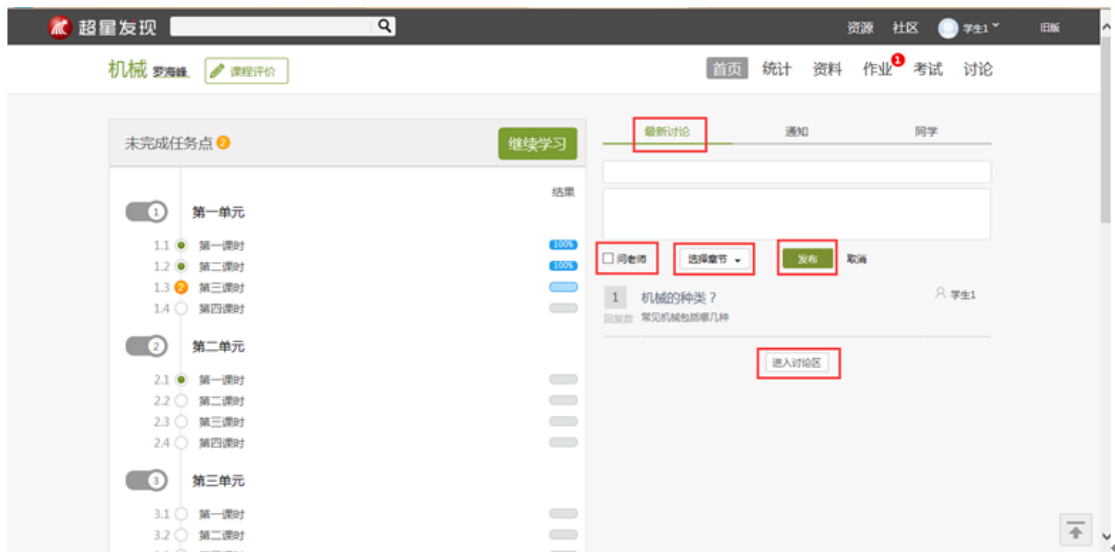 超星发现
资源 社区 学生1 旧版
机械 罗海峰 课程评价
首页 统计 资料 作业 1 考试 讨论
未完成任务点 2 继续学习
结果
1 第一单元
1.1 第一课时 100%
1.2 第二课时 100%
1.3 2 第三课时
1.4 第四课时
2 第二单元
2.1 第一课时
2.2 第二课时
2.3 第三课时
2.4 第四课时
3 第三单元
3.1 第一课时
3.2 第二课时
最新讨论 通知 同学
问老师 选择章节 发布 取消
1 机械的种类？ 学生1
回复数 常见机械包括哪几种
进入讨论区